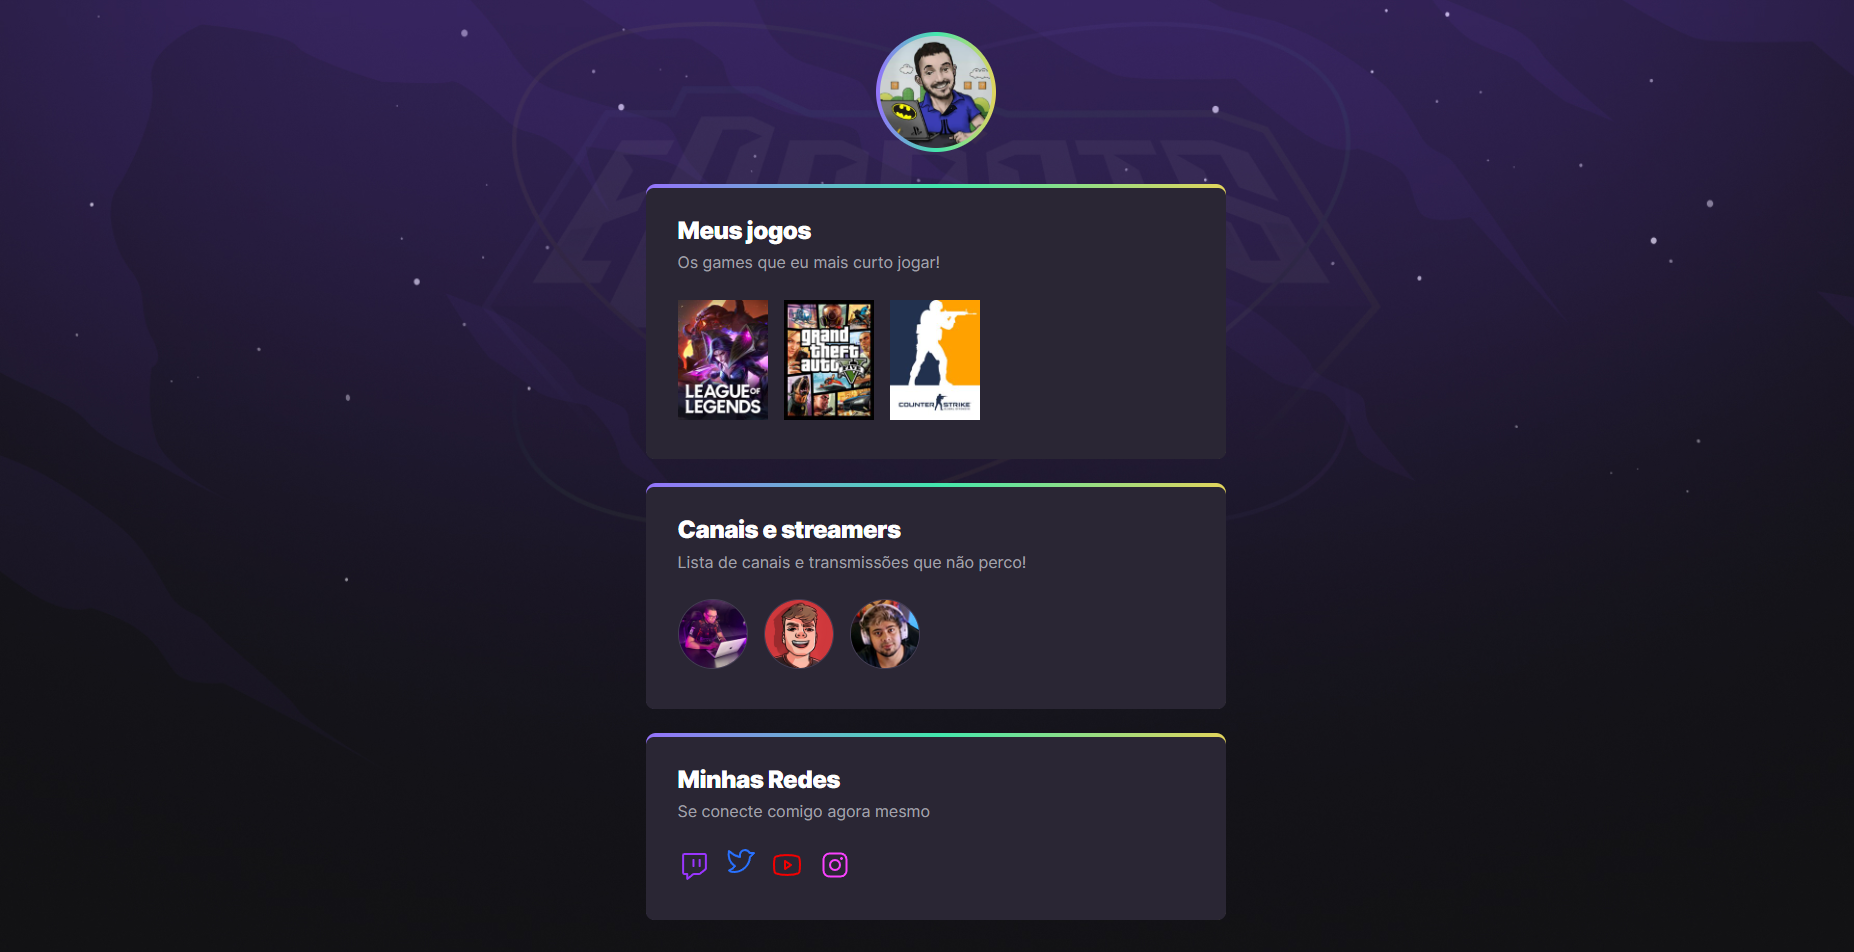 Meus jogos
Os games que eu mais curto jogar!
LEAGUE OF
LEGENDS
grand
theft
auto V
FIVE
COUNTER STRIKE
Canais e streamers
Lista de canais e transmissões que não perco!
Minhas Redes
Se conecte comigo agora mesmo